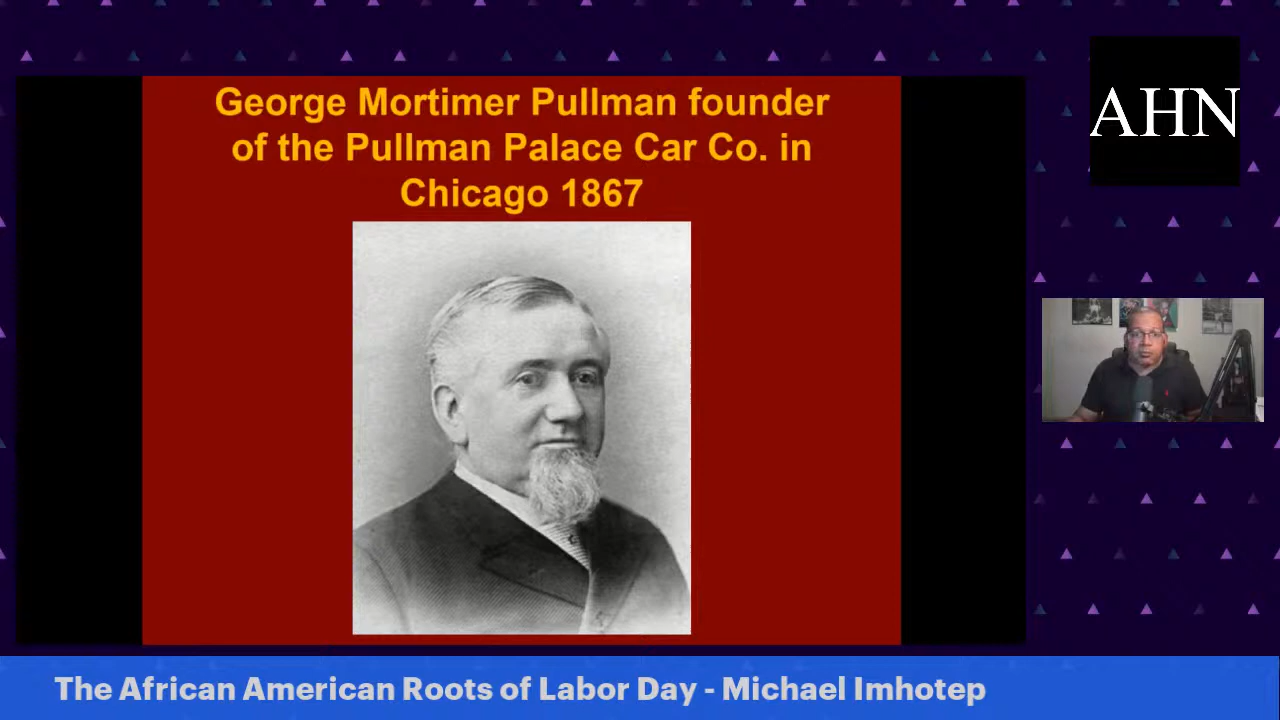 George Mortimer Pullman founder
of the Pullman Palace Car Co. in
Chicago 1867
AHN
The African American Roots of Labor Day - Michael Imhotep